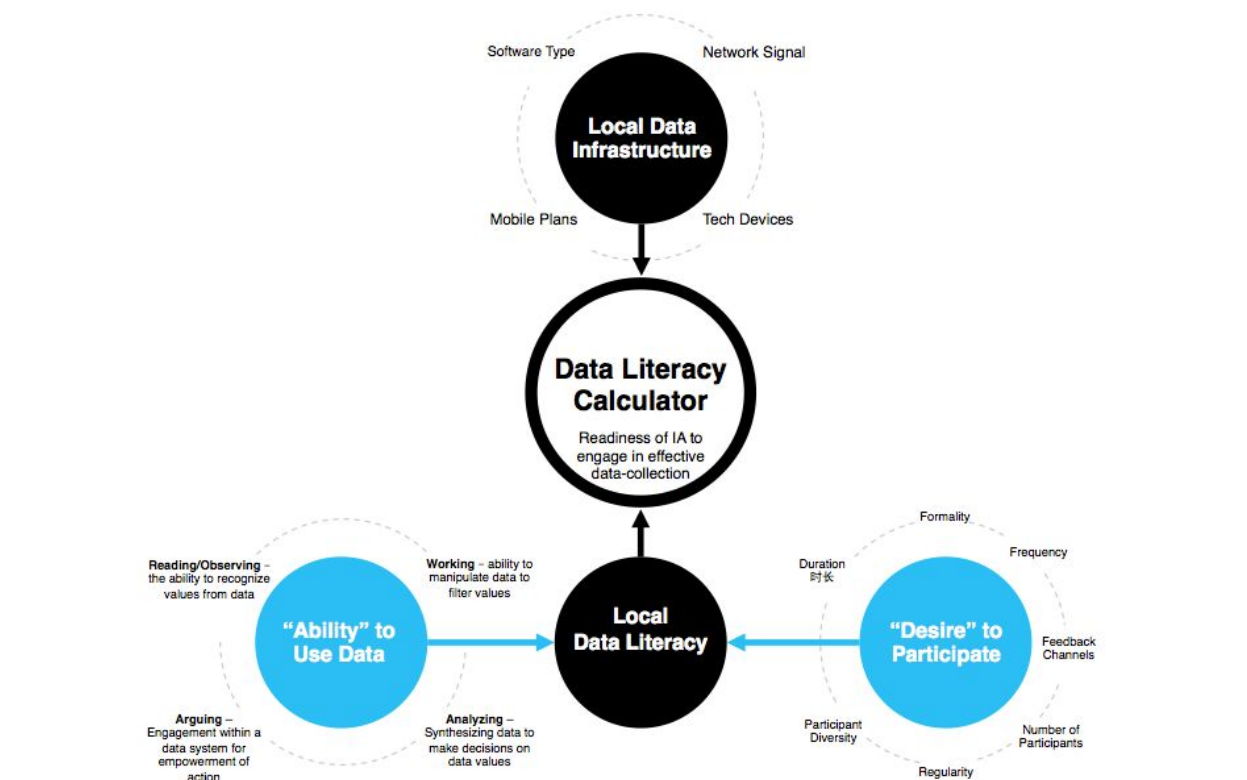 Software Type
Network Signal
Local Data
Infrastructure
Mobile Plans
Tech Devices
Data Literacy
Calculator
Readiness of IA to
engage in effective
data-collection
Reading/Observing –
the ability to recognize
values from data
Working – ability to
manipulate data to
filter values
“Ability” to
Use Data
Arguing –
Engagement within a
data system for
empowerment of
action
Analyzing –
Synthesizing data to
make decisions on
data values
Local
Data Literacy
Formality
Duration
时长
Frequency
“Desire” to
Participate
Feedback
Channels
Participant
Diversity
Number of
Participants
Regularity